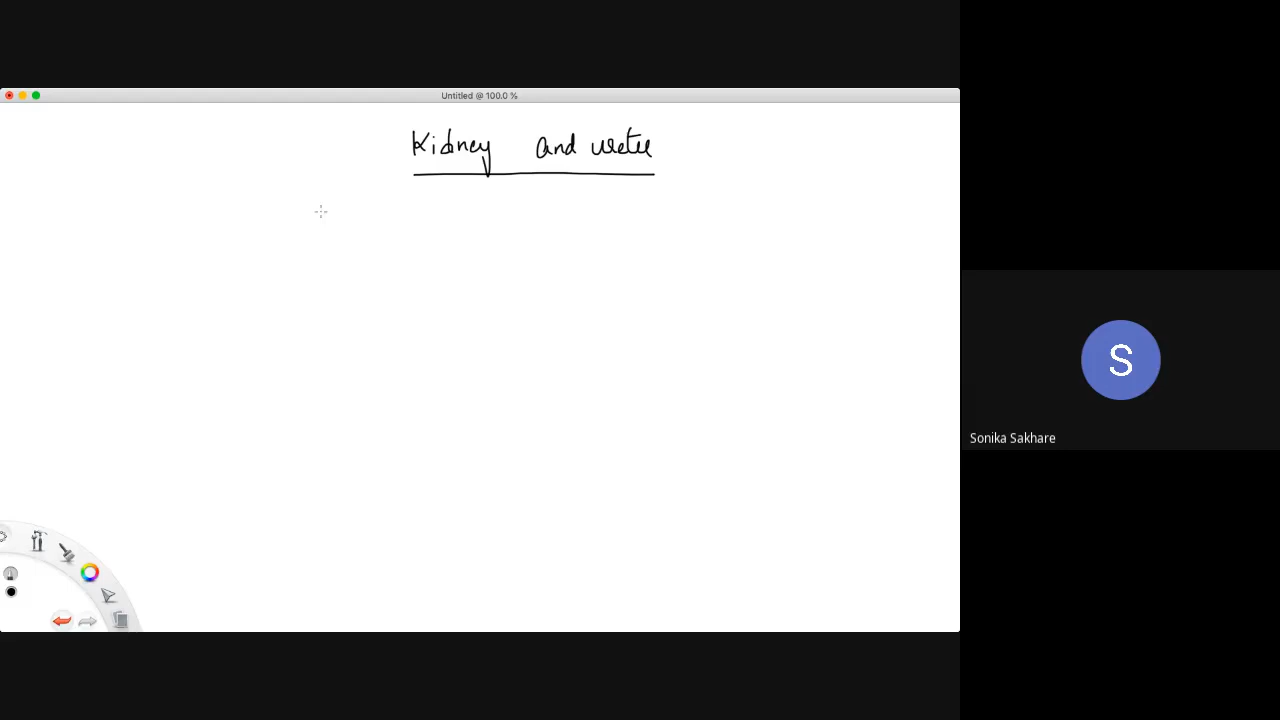 Untitled @ 100.0 %
Kidney and ureter
S
Sonika Sakhare